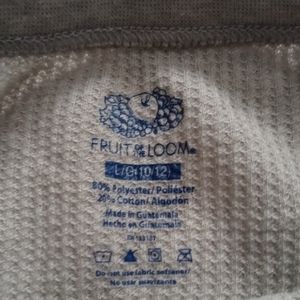 FRUIT OF THE LOOM®
L/G(10/12)
80% Polyester/Poliéster
20% Cotton/Algodon
Made in Guatemala
Hecho en Guatemala
Do not use fabric softener/
No usar suavizante